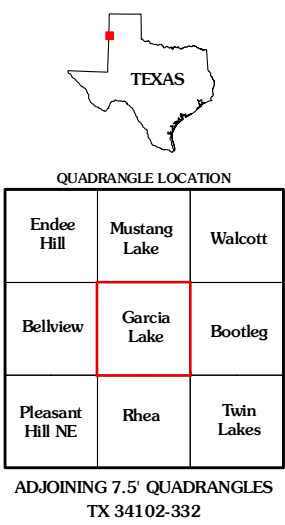 TEXAS
QUADRANGLE LOCATION
Endee
Hill
Mustang
Lake
Walcott
Bellview
Garcia
Lake
Bootleg
Pleasant
Hill NE
Rhea
Twin
Lakes
ADJOINING 7.5' QUADRANGLES
TX 34102-332